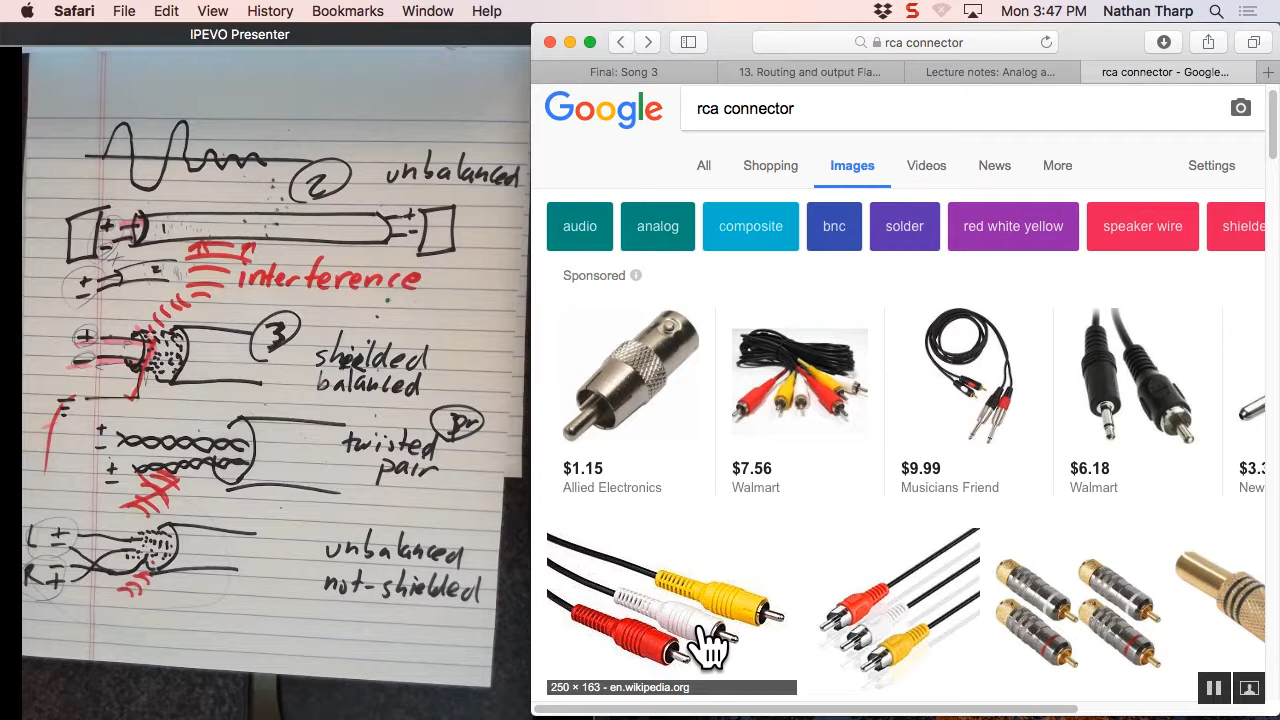 Safari File Edit View History Bookmarks Window Help
Mon 3:47 PM Nathan Tharp
IPEVO Presenter
rca connector
Final: Song 3
13. Routing and output Fla...
Lecture notes: Analog a...
rca connector - Google...
Google
rca connector
All Shopping Images Videos News More Settings
audio
analog
composite
bnc
solder
red white yellow
speaker wire
shielde
Sponsored
$1.15
Allied Electronics
$7.56
Walmart
$9.99
Musicians Friend
$6.18
Walmart
$3.
New
250 × 163 - en.wikipedia.org
2
unbalanced
+ +
- -
interference
+
-
3
+
-
shielded
balanced
+
-
twisted
pair
+
-
L +
-
R +
unbalanced
not-shielded